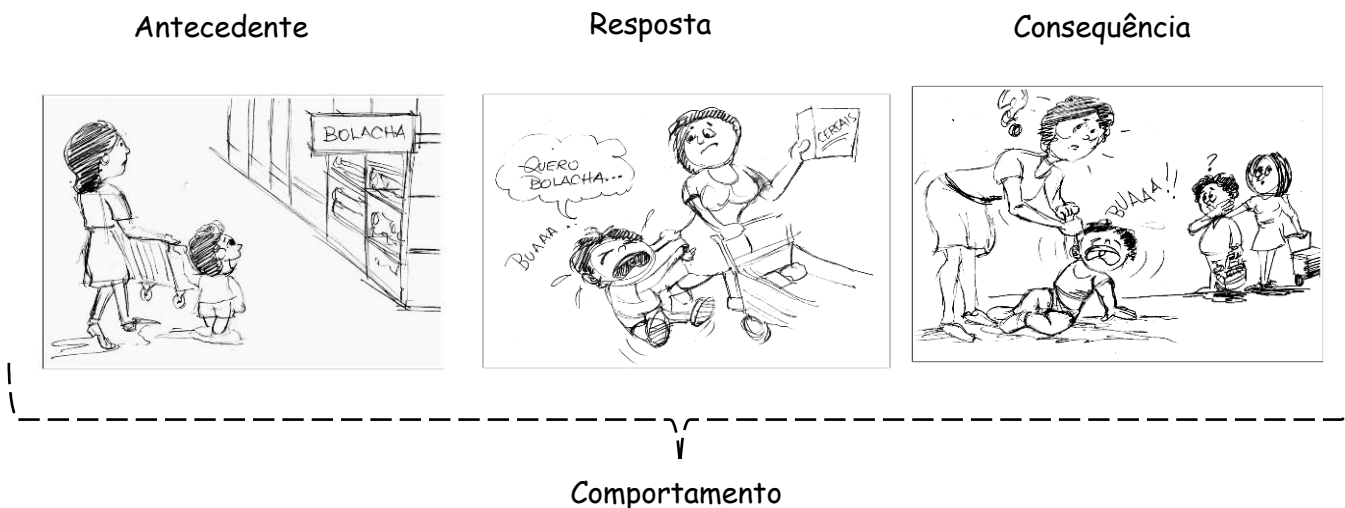 Antecedente
Resposta
Consequência
BOLACHA
QUERO
BOLACHA...
BUAAA...
CEREAIS
BUAAA!!
?
Comportamento